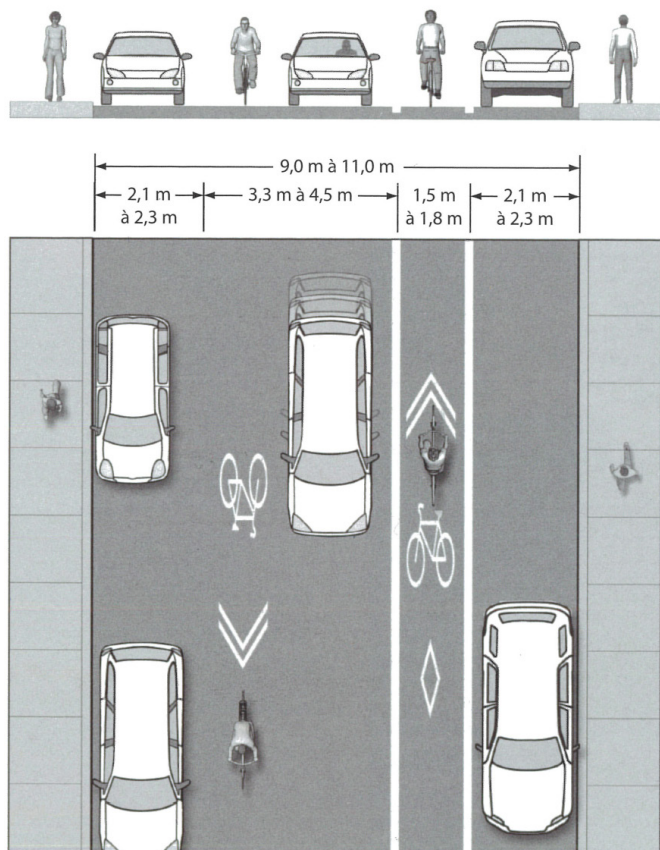 9,0 m à 11,0 m
2,1 m
à 2,3 m
3,3 m à 4,5 m
1,5 m
à 1,8 m
2,1 m
à 2,3 m